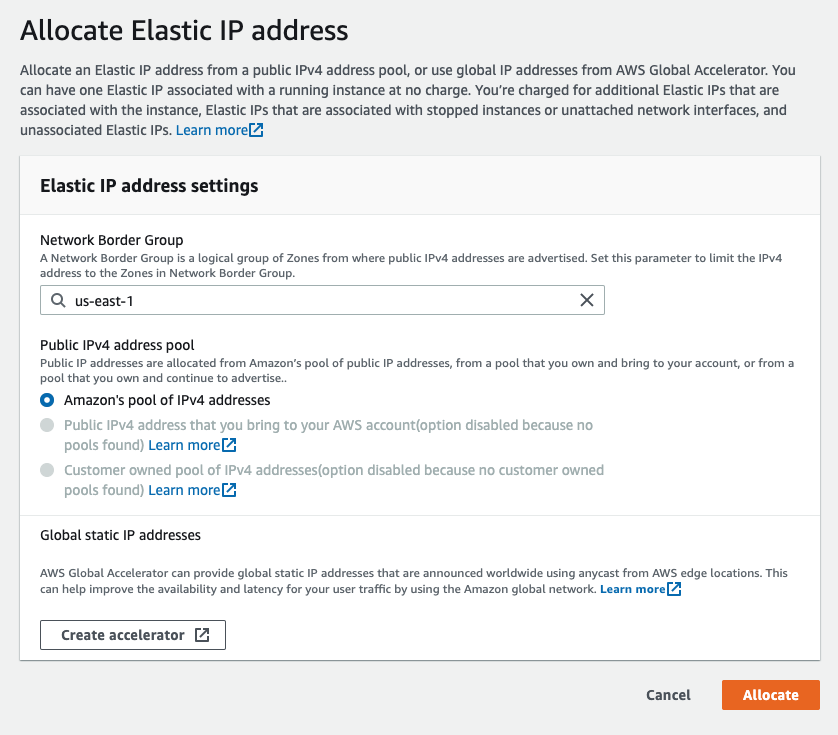 Allocate Elastic IP address
Allocate an Elastic IP address from a public IPv4 address pool, or use global IP addresses from AWS Global Accelerator. You
can have one Elastic IP associated with a running instance at no charge. You’re charged for additional Elastic IPs that are
associated with the instance, Elastic IPs that are associated with stopped instances or unattached network interfaces, and
unassociated Elastic IPs. Learn more
Elastic IP address settings
Network Border Group
A Network Border Group is a logical group of Zones from where public IPv4 addresses are advertised. Set this parameter to limit the IPv4
address to the Zones in Network Border Group.
us-east-1
Public IPv4 address pool
Public IP addresses are allocated from Amazon’s pool of public IP addresses, from a pool that you own and bring to your account, or from a
pool that you own and continue to advertise..
Amazon's pool of IPv4 addresses
Public IPv4 address that you bring to your AWS account(option disabled because no
pools found) Learn more
Customer owned pool of IPv4 addresses(option disabled because no customer owned
pools found) Learn more
Global static IP addresses
AWS Global Accelerator can provide global static IP addresses that are announced worldwide using anycast from AWS edge locations. This
can help improve the availability and latency for your user traffic by using the Amazon global network. Learn more
Create accelerator
Cancel
Allocate